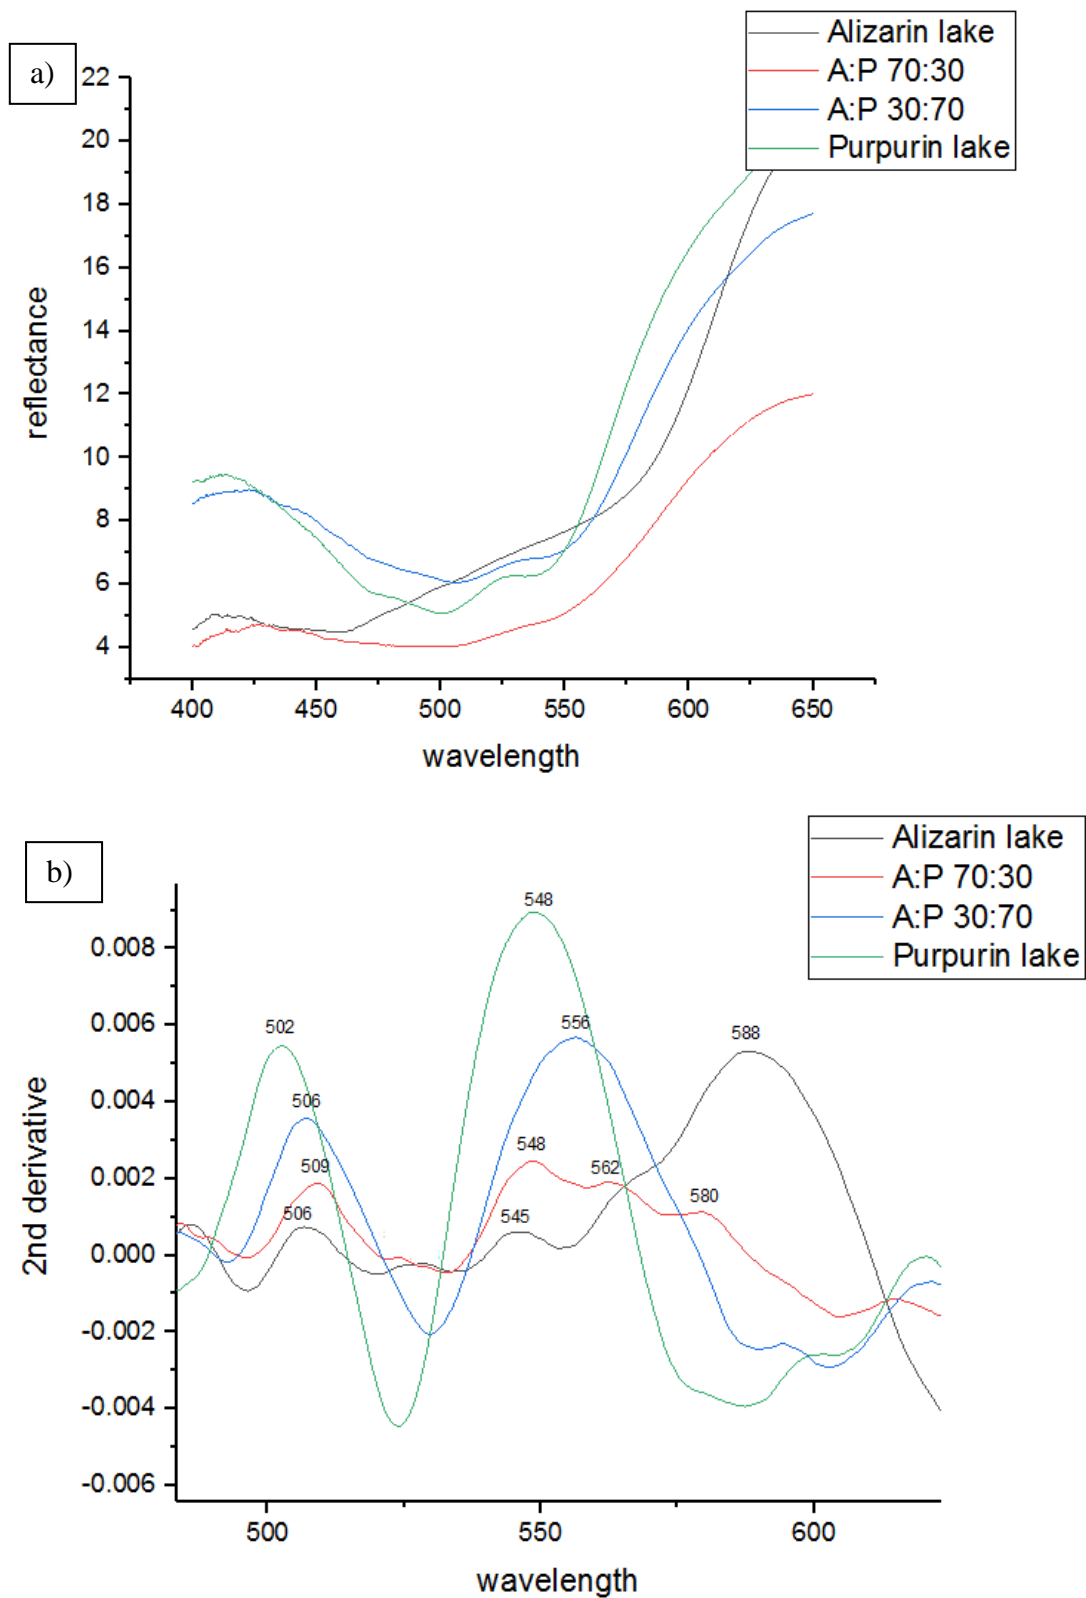 a)
Alizarin lake
A:P 70:30
A:P 30:70
Purpurin lake
22
20
18
16
14
12
10
8
6
4
reflectance
400 450 500 550 600 650
wavelength
b)
Alizarin lake
A:P 70:30
A:P 30:70
Purpurin lake
0.008
0.006
0.004
0.002
0.000
-0.002
-0.004
-0.006
2nd derivative
548
502
556
588
506
548
509
562
580
506
545
500 550 600
wavelength